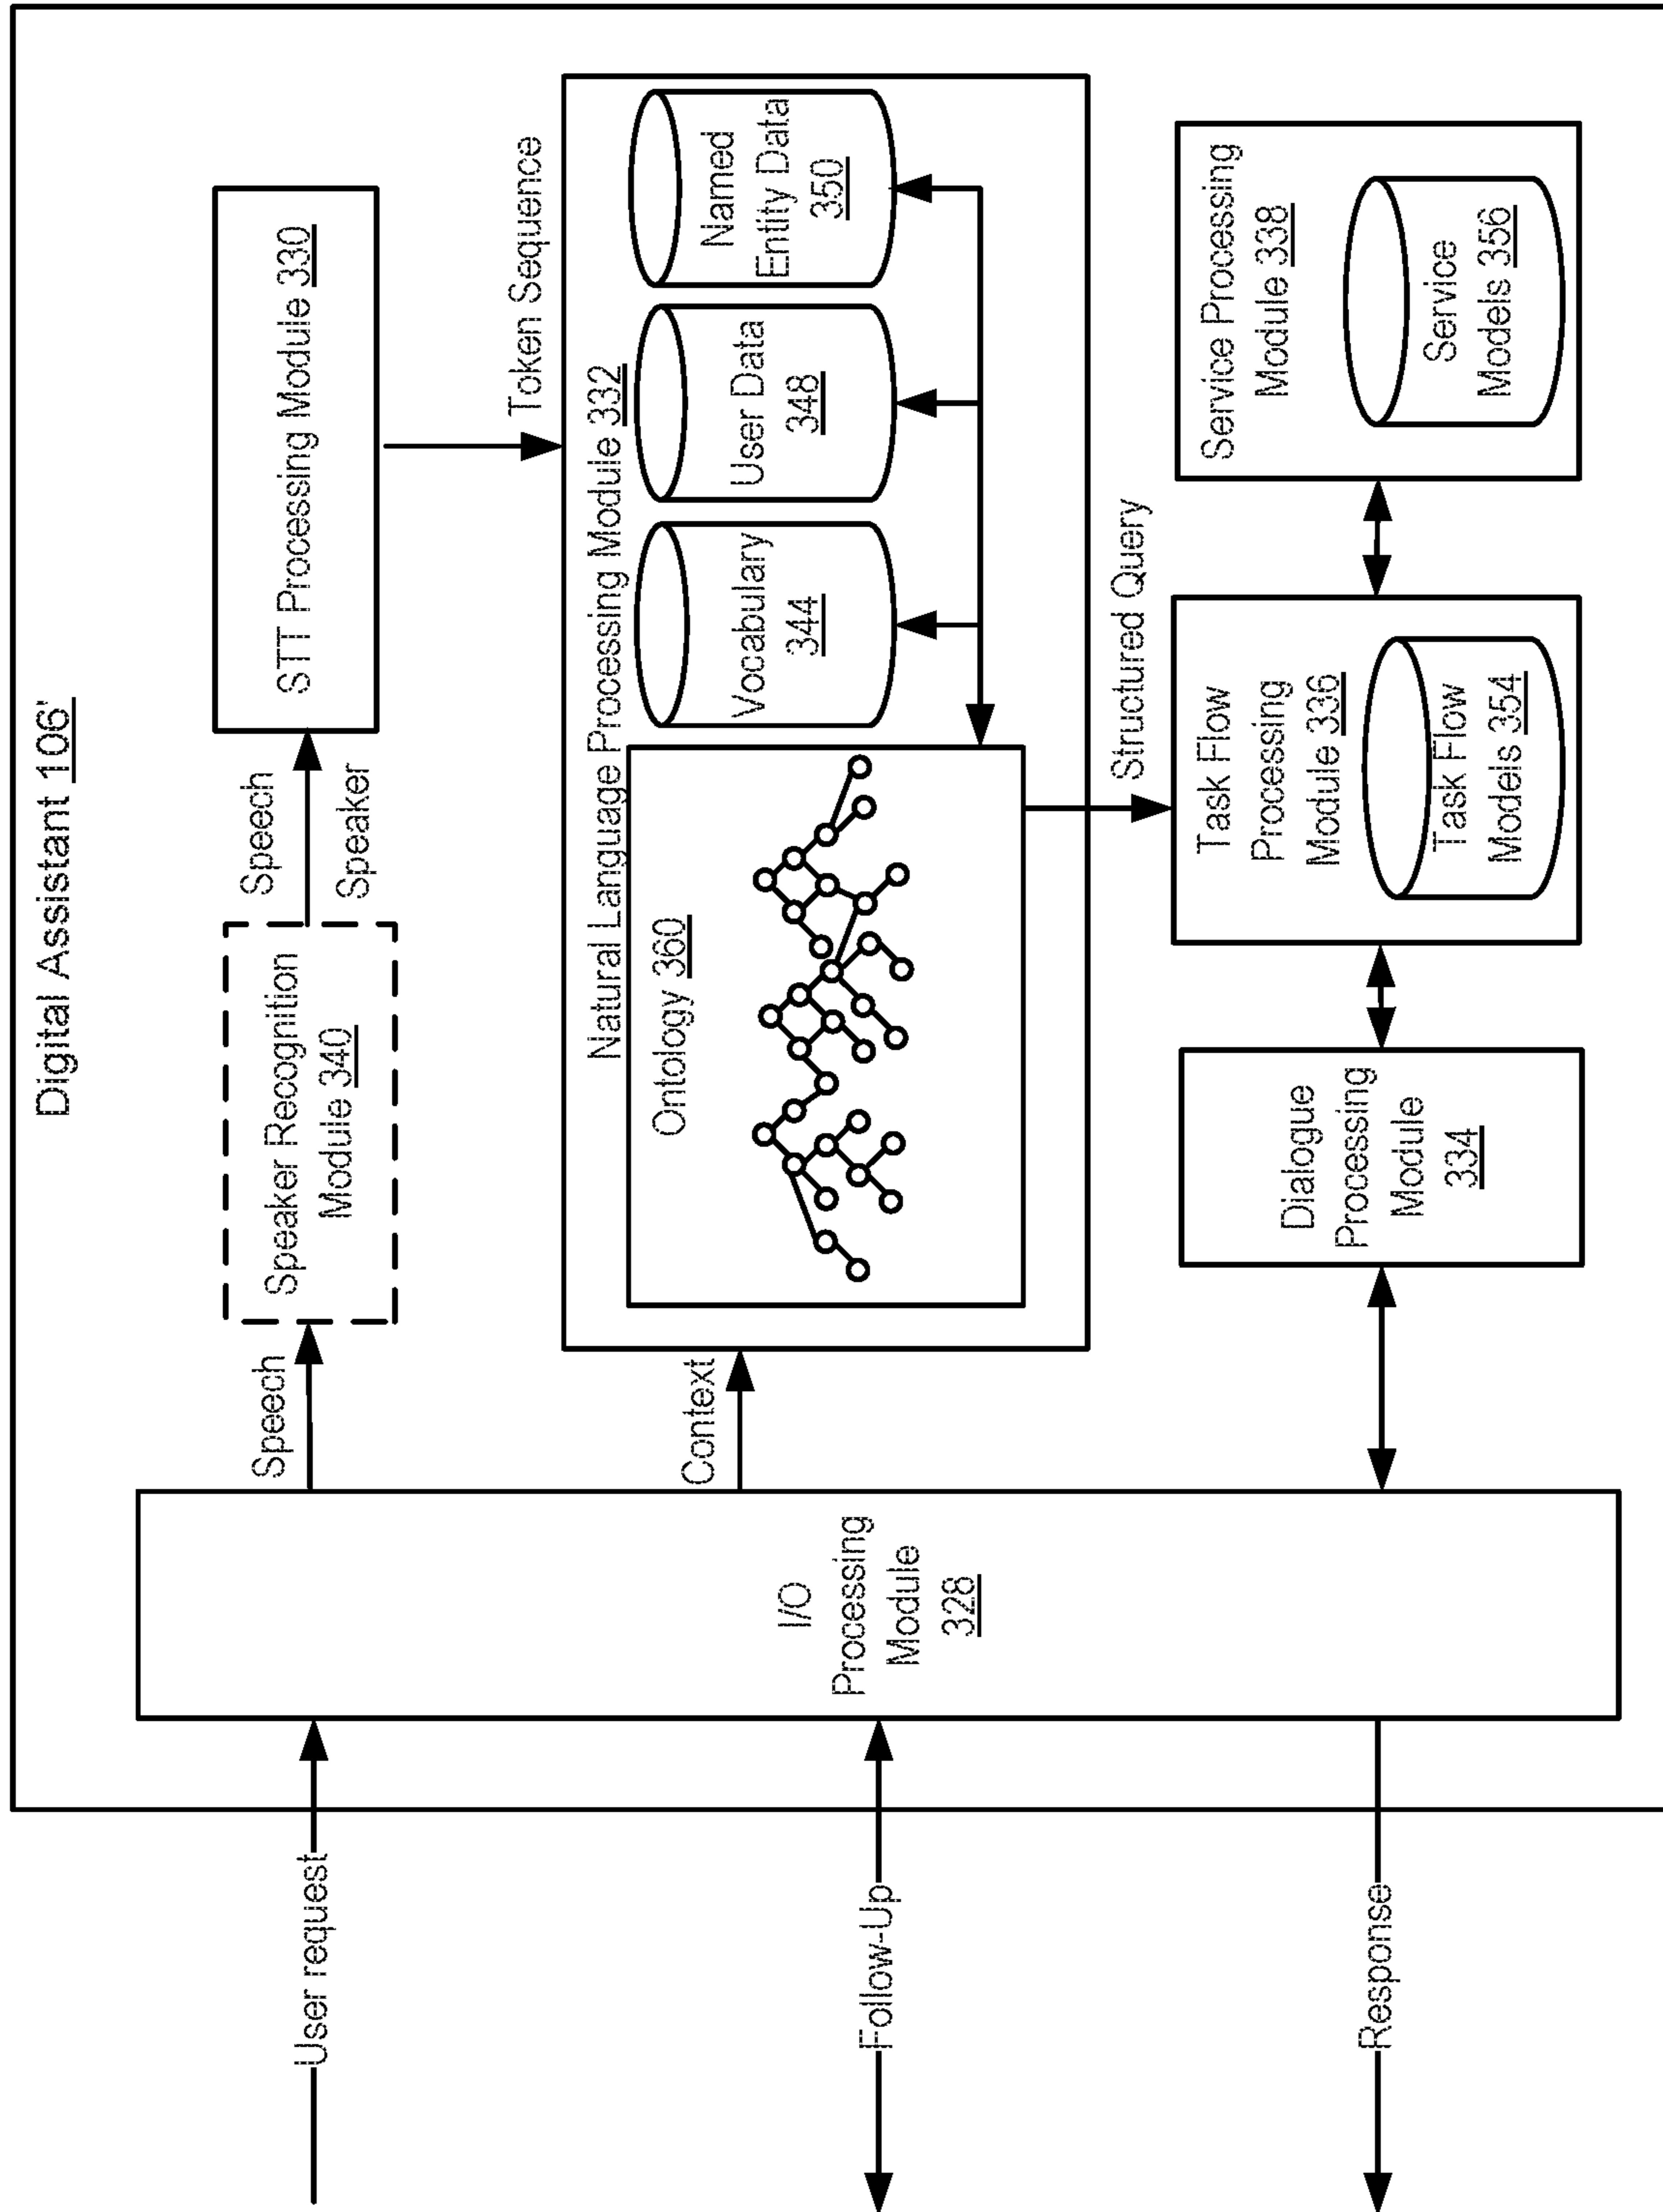 Digital Assistant 106'
User request
Follow-Up
Response
I/O
Processing
Module
328
Speech
Speaker Recognition
Module 340
Speech
Speaker
STT Processing Module 330
Token Sequence
Context
Natural Language Processing Module 332
Ontology 360
Vocabulary
344
User Data
348
Named
Entity Data
350
Structured Query
Dialogue
Processing
Module
334
Task Flow
Processing
Module 336
Task Flow
Models 354
Service Processing
Module 338
Service
Models 356